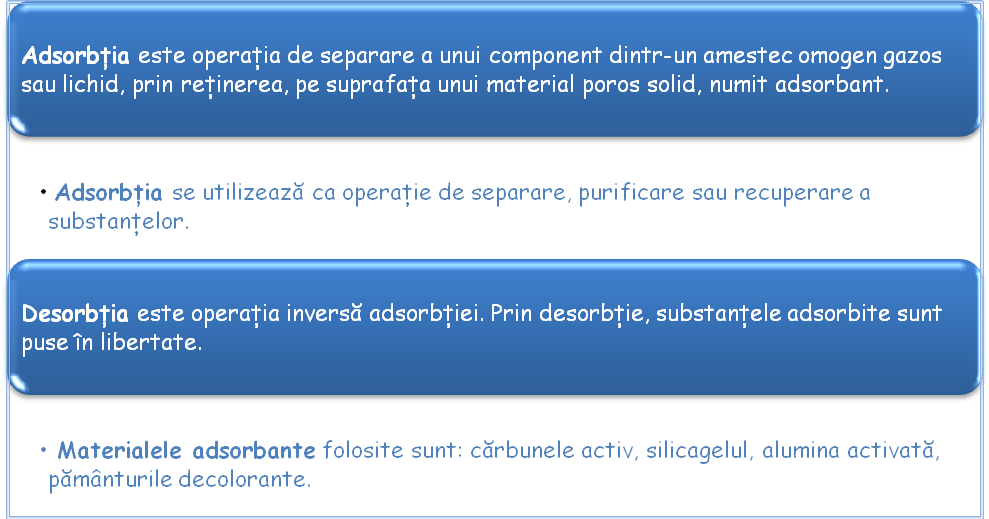 Adsorbția este operația de separare a unui component dintr-un amestec omogen gazos
sau lichid, prin reținerea, pe suprafața unui material poros solid, numit adsorbant.
• Adsorbția se utilizează ca operație de separare, purificare sau recuperare a
substanțelor.
Desorbția este operația inversă adsorbției. Prin desorbție, substanțele adsorbite sunt
puse în libertate.
• Materialele adsorbante folosite sunt: cărbunele activ, silicagelul, alumina activată,
pământurile decolorante.